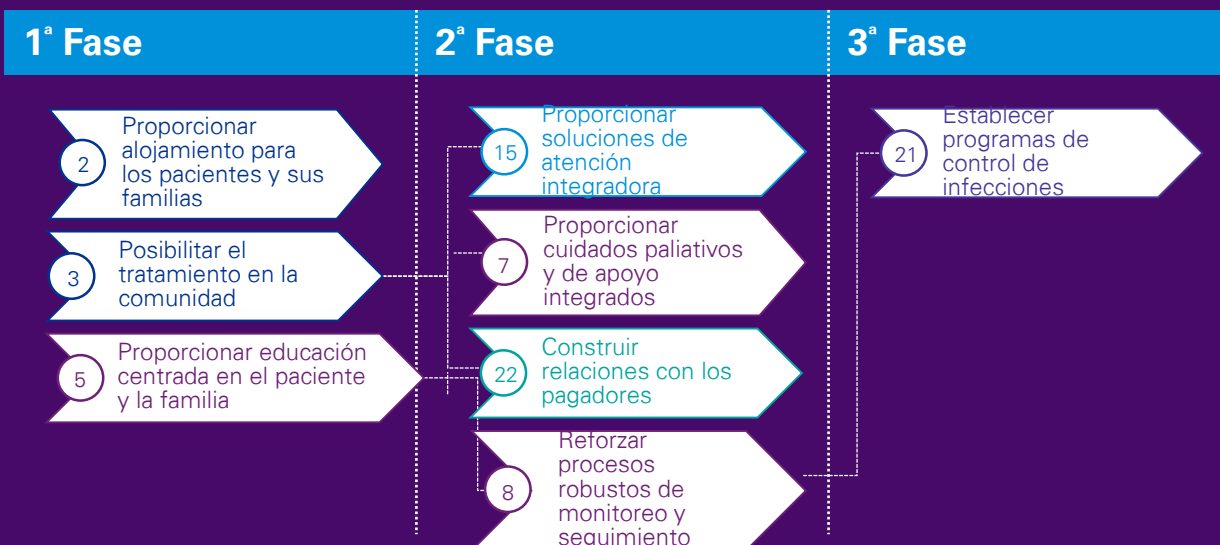 1ª Fase
2ª Fase
3ª Fase
2
Proporcionar
alojamiento para
los pacientes y sus
familias
3
Posibilitar el
tratamiento en la
comunidad
5
Proporcionar educación
centrada en el paciente
y la familia
15
Proporcionar
soluciones de
atención
integradora
7
Proporcionar
cuidados paliativos
y de apoyo
integrados
22
Construir
relaciones con los
pagadores
8
Reforzar
procesos
robustos de
monitoreo y
seguimiento
21
Establecer
programas de
control de
infecciones